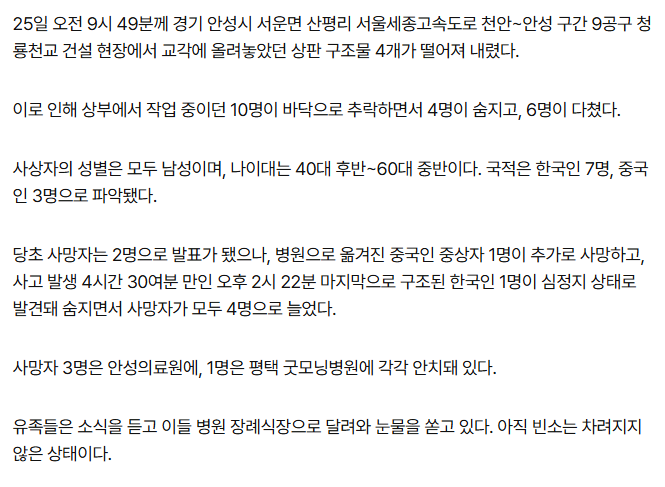 25일 오전 9시 49분께 경기 안성시 서운면 산평리 서울세종고속도로 천안~안성 구간 9공구 청
룡천교 건설 현장에서 교각에 올려놓았던 상판 구조물 4개가 떨어져 내렸다.
이로 인해 상부에서 작업 중이던 10명이 바닥으로 추락하면서 4명이 숨지고, 6명이 다쳤다.
사상자의 성별은 모두 남성이며, 나이대는 40대 후반~60대 중반이다. 국적은 한국인 7명, 중국
인 3명으로 파악됐다.
당초 사망자는 2명으로 발표가 됐으나, 병원으로 옮겨진 중국인 중상자 1명이 추가로 사망하고,
사고 발생 4시간 30여분 만인 오후 2시 22분 마지막으로 구조된 한국인 1명이 심정지 상태로
발견돼 숨지면서 사망자가 모두 4명으로 늘었다.
사망자 3명은 안성의료원에, 1명은 평택 굿모닝병원에 각각 안치돼 있다.
유족들은 소식을 듣고 이들 병원 장례식장으로 달려와 눈물을 쏟고 있다. 아직 빈소는 차려지지
않은 상태이다.